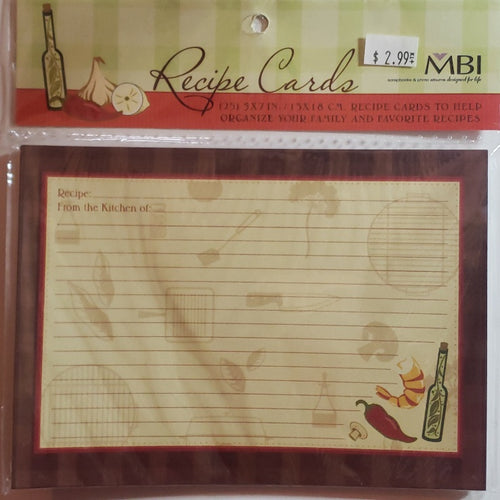 $ 2.99
MBI
Recipe Cards
(25) 5X7 IN. / 13X18 CM. RECIPE CARDS TO HELP
ORGANIZE YOUR FAMILY AND FAVORITE RECIPES
Recipe:
From the Kitchen of: